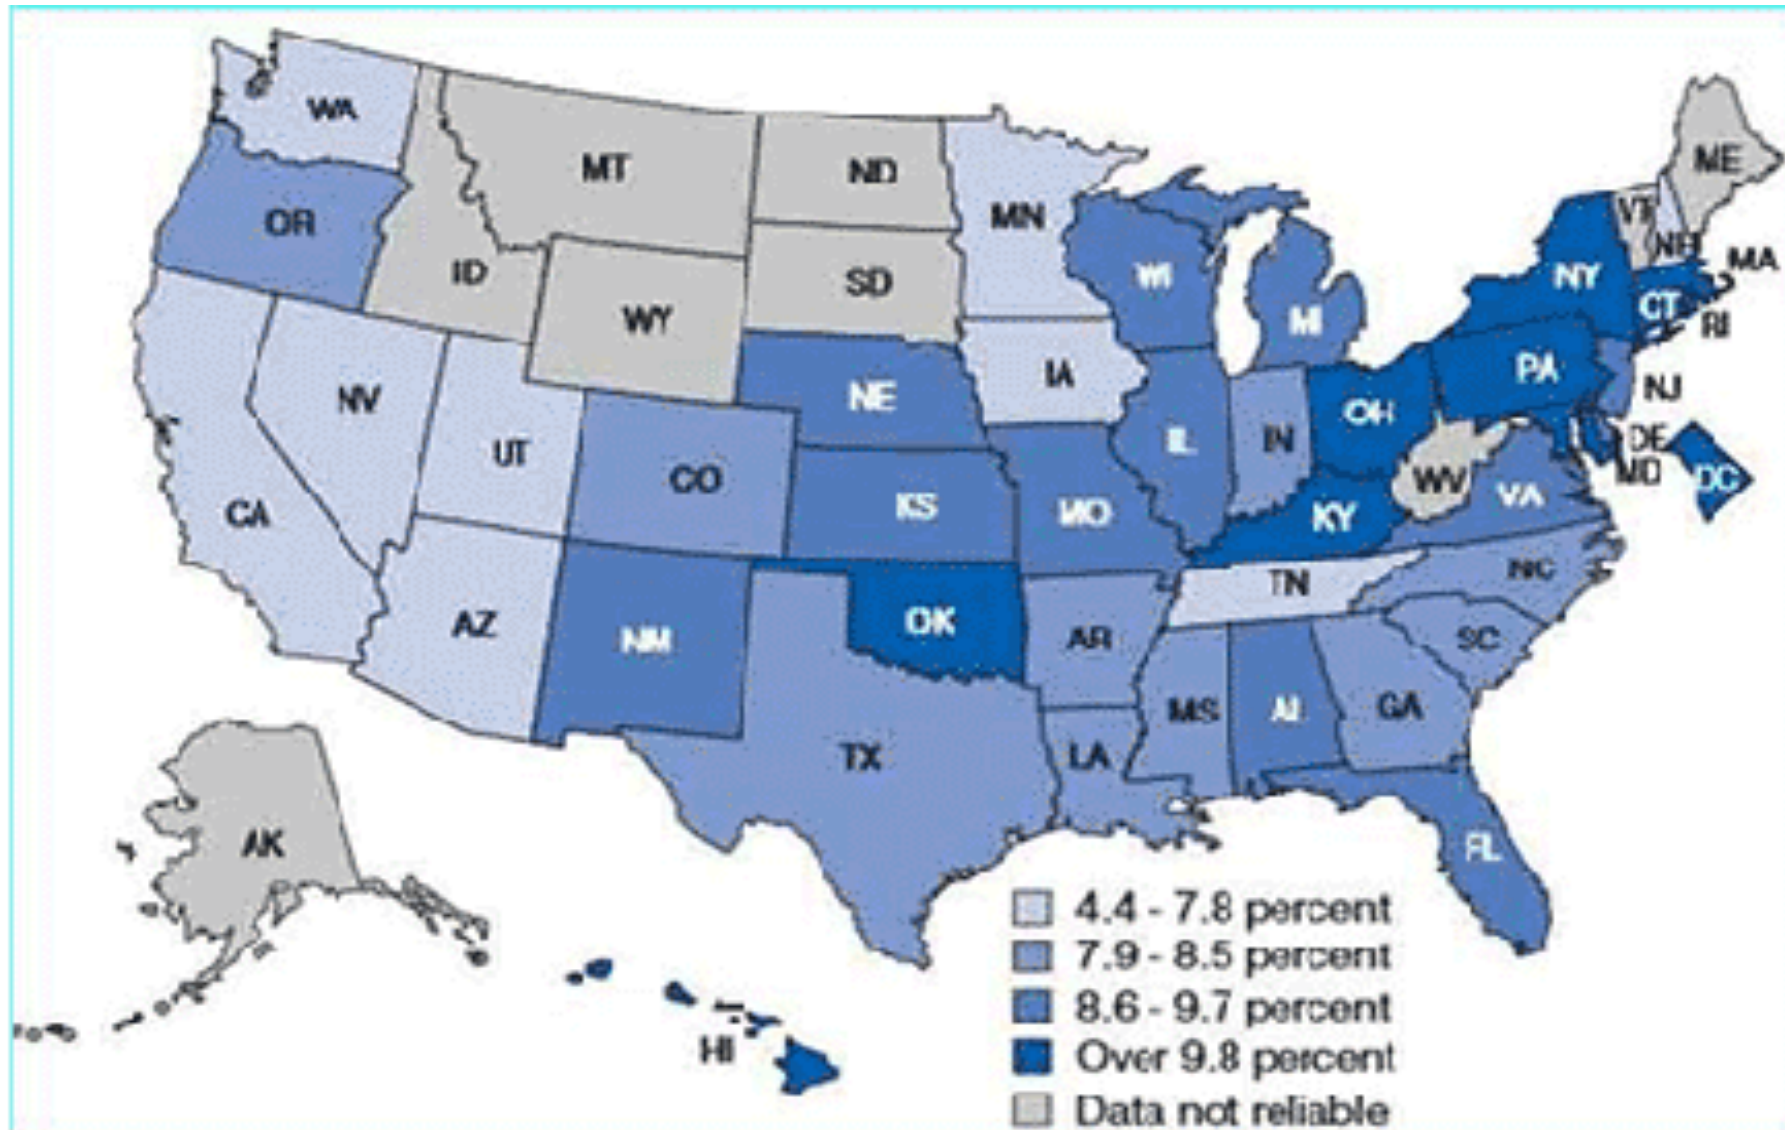 WA
MT
ND
MN
ME
VT
NH
MA
OR
ID
SD
WI
MI
NY
CT
RI
WY
NV
UT
NE
IA
PA
NJ
CO
IL
IN
OH
DE
MD
DC
WV
VA
CA
KS
MO
KY
AZ
NM
OK
AR
TN
NC
SC
TX
LA
MS
AL
GA
FL
AK
HI
4.4 - 7.8 percent
7.9 - 8.5 percent
8.6 - 9.7 percent
Over 9.8 percent
Data not reliable